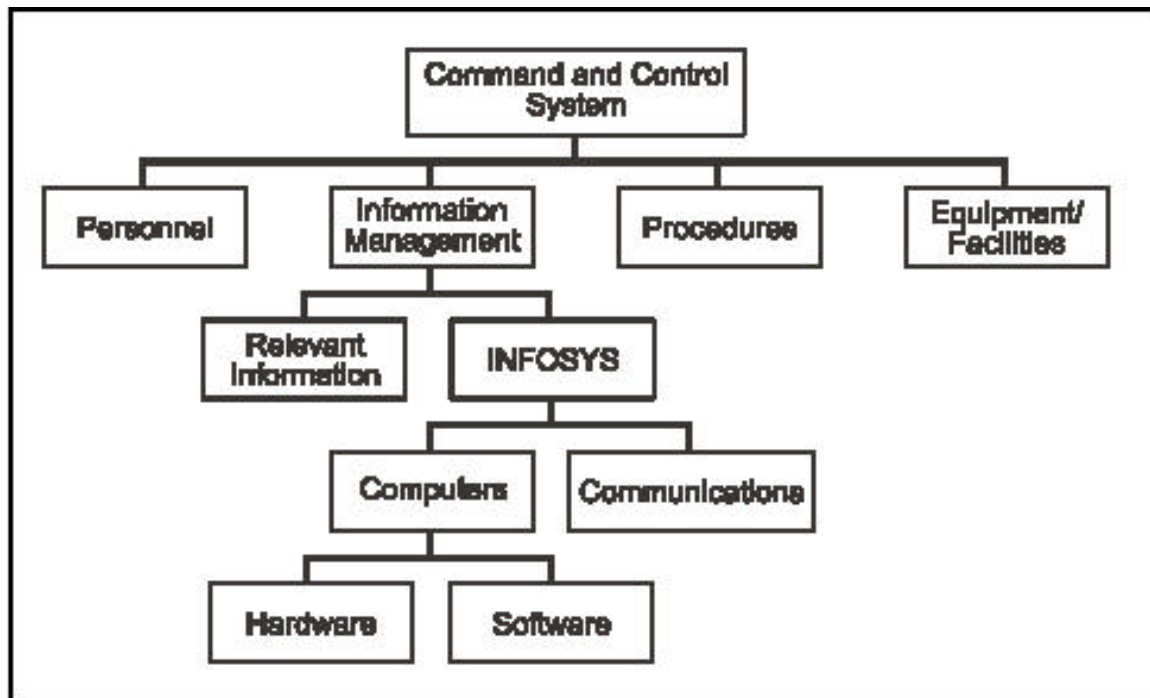 Command and Control
System
Personnel
Information
Management
Procedures
Equipment/
Facilities
Relevant
Information
INFOSYS
Computers
Communications
Hardware
Software